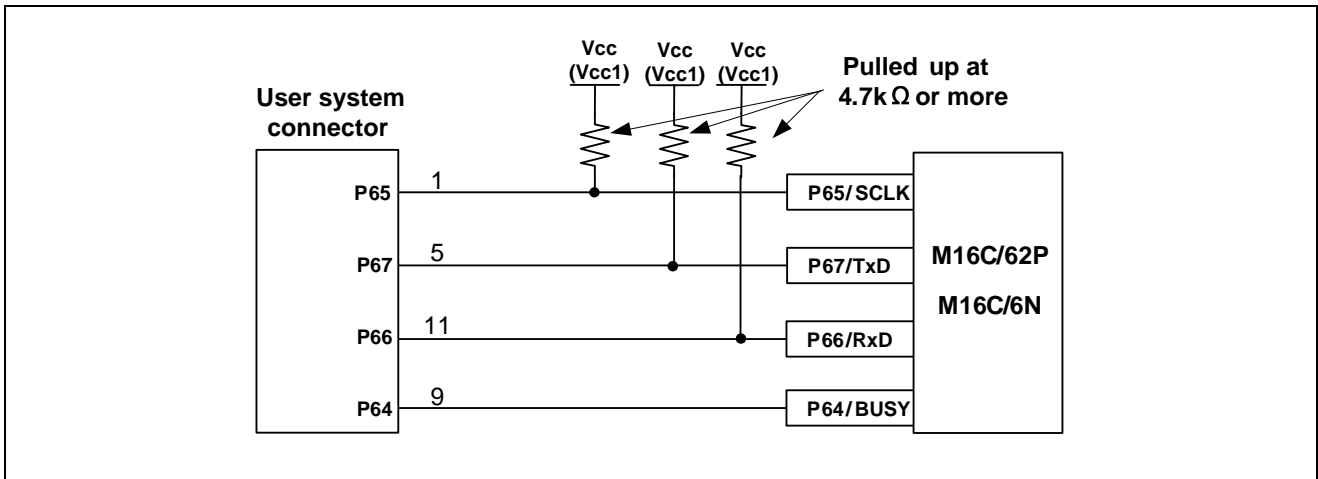 Vcc Vcc Vcc
(Vcc1) (Vcc1) (Vcc1)
Pulled up at
4.7kΩ or more
User system
connector
P65 1 P65/SCLK
P67 5 P67/TxD
M16C/62P
M16C/6N
P66 11 P66/RxD
P64 9 P64/BUSY